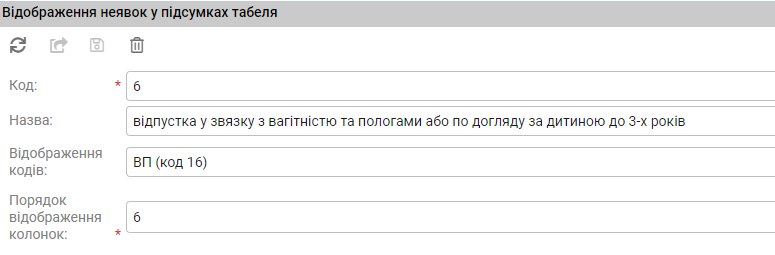 Відображення неявок у підсумках табеля
Код: * 6
Назва: відпустка у звязку з вагітністю та пологами або по догляду за дитиною до 3-х років
Відображення
кодів: ВП (код 16)
Порядок
відображення
колонок: * 6